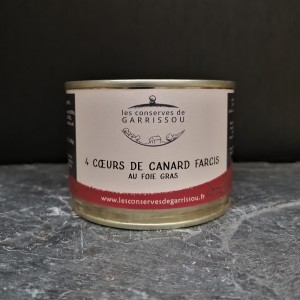 les conserves de
GARRISSOU
4 CŒURS DE CANARD FARCIS
AU FOIE GRAS
www.lesconservesdegarrissou.fr